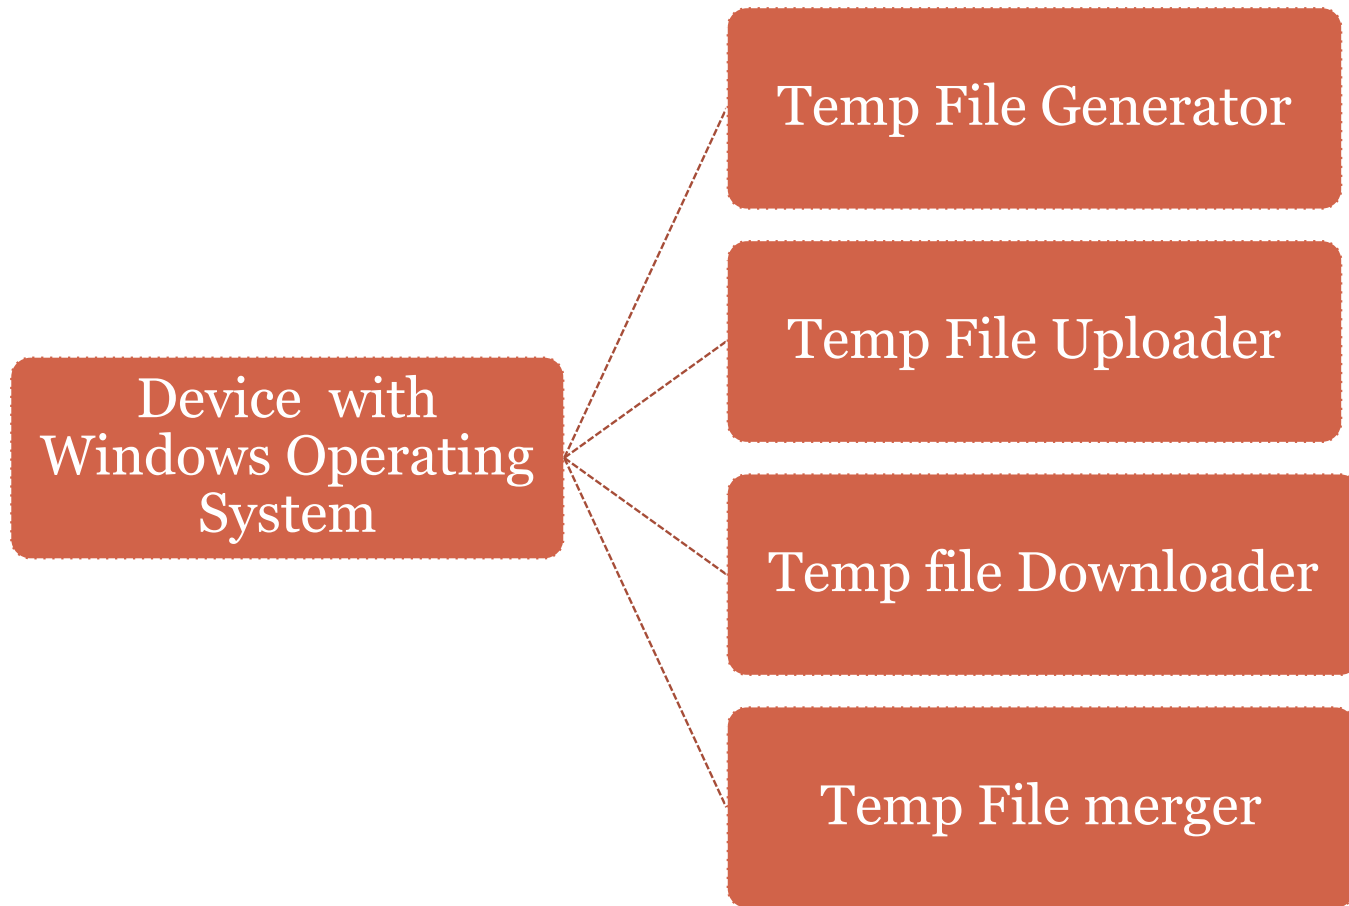 Temp File Generator
Temp File Uploader
Device  with
Windows Operating
System
Temp file Downloader
Temp File merger